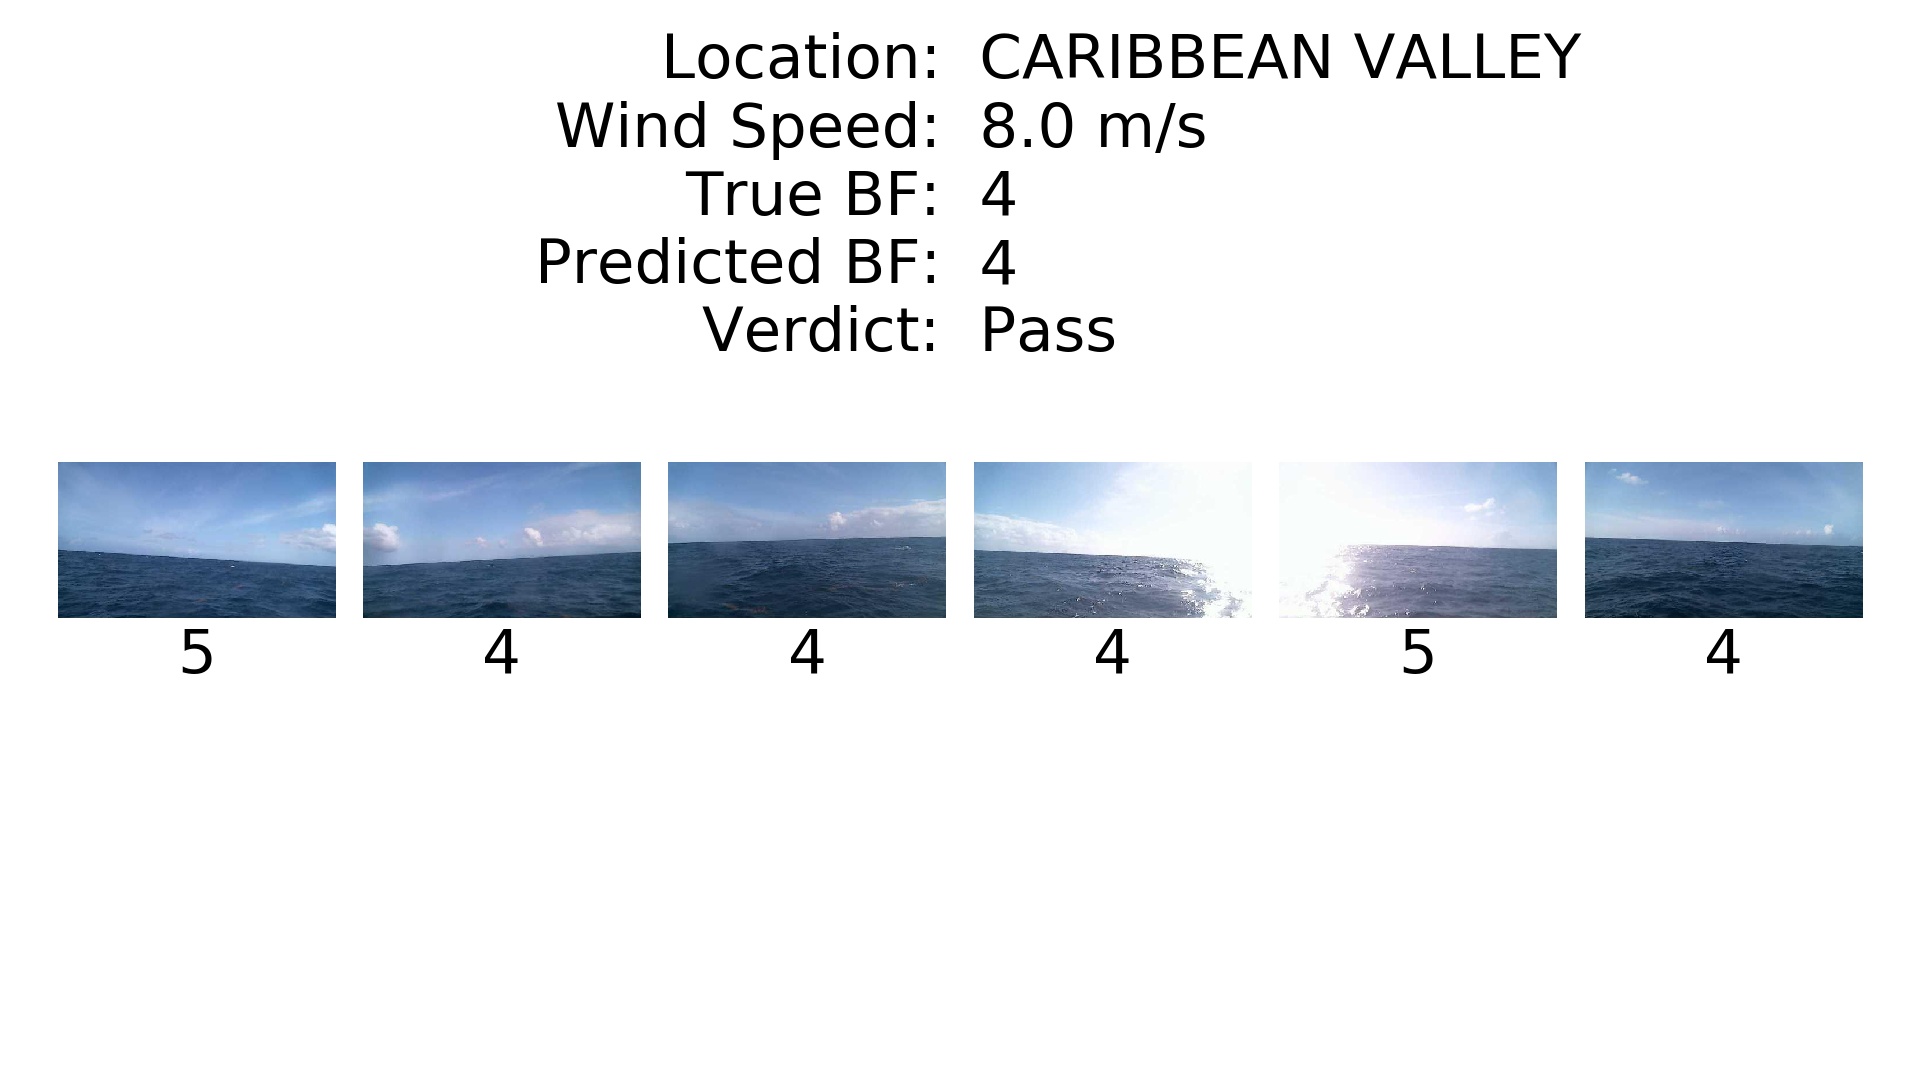 Location: CARIBBEAN VALLEY
Wind Speed: 8.0 m/s
True BF: 4
Predicted BF: 4
Verdict: Pass
5 4 4 4 5 4